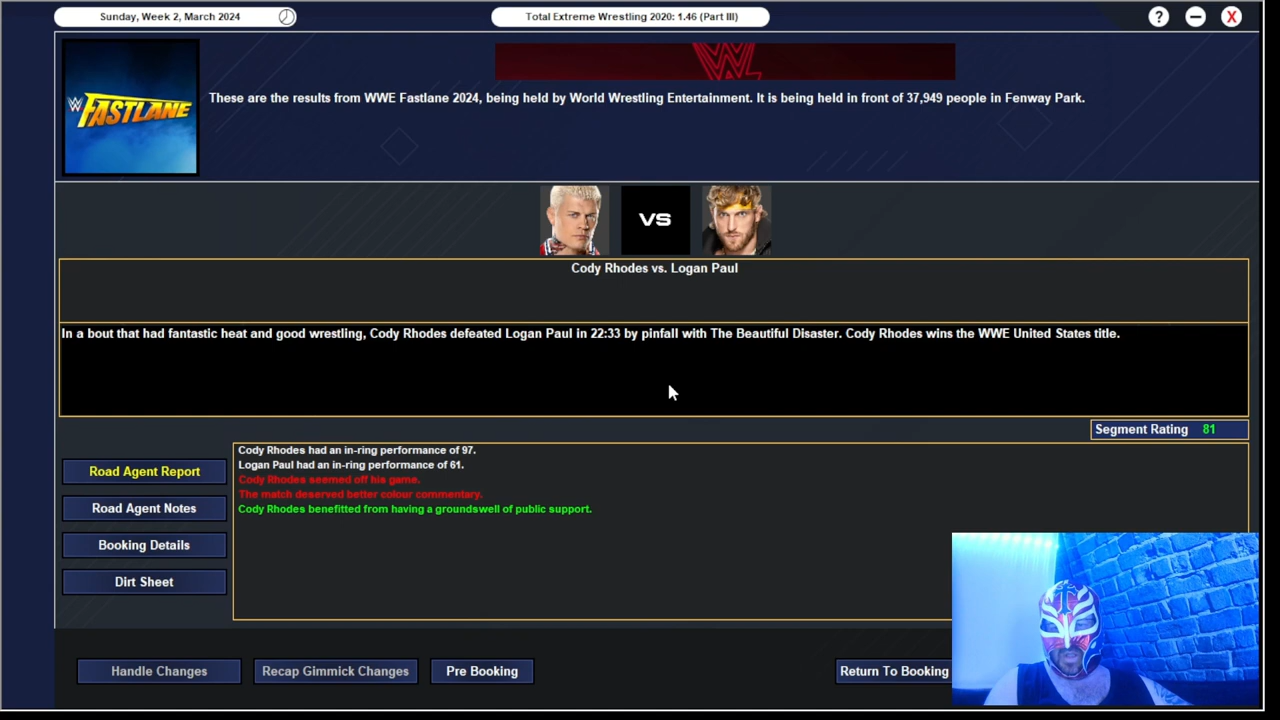 Sunday, Week 2, March 2024
Total Extreme Wrestling 2020: 1.46 (Part III)
?
X
W FASTLANE
These are the results from WWE Fastlane 2024, being held by World Wrestling Entertainment. It is being held in front of 37,949 people in Fenway Park.
VS
Cody Rhodes vs. Logan Paul
In a bout that had fantastic heat and good wrestling, Cody Rhodes defeated Logan Paul in 22:33 by pinfall with The Beautiful Disaster. Cody Rhodes wins the WWE United States title.
Segment Rating 81
Road Agent Report
Road Agent Notes
Booking Details
Dirt Sheet
Cody Rhodes had an in-ring performance of 97.
Logan Paul had an in-ring performance of 61.
Cody Rhodes seemed off his game.
The match deserved better colour commentary.
Cody Rhodes benefitted from having a groundswell of public support.
Handle Changes
Recap Gimmick Changes
Pre Booking
Return To Booking